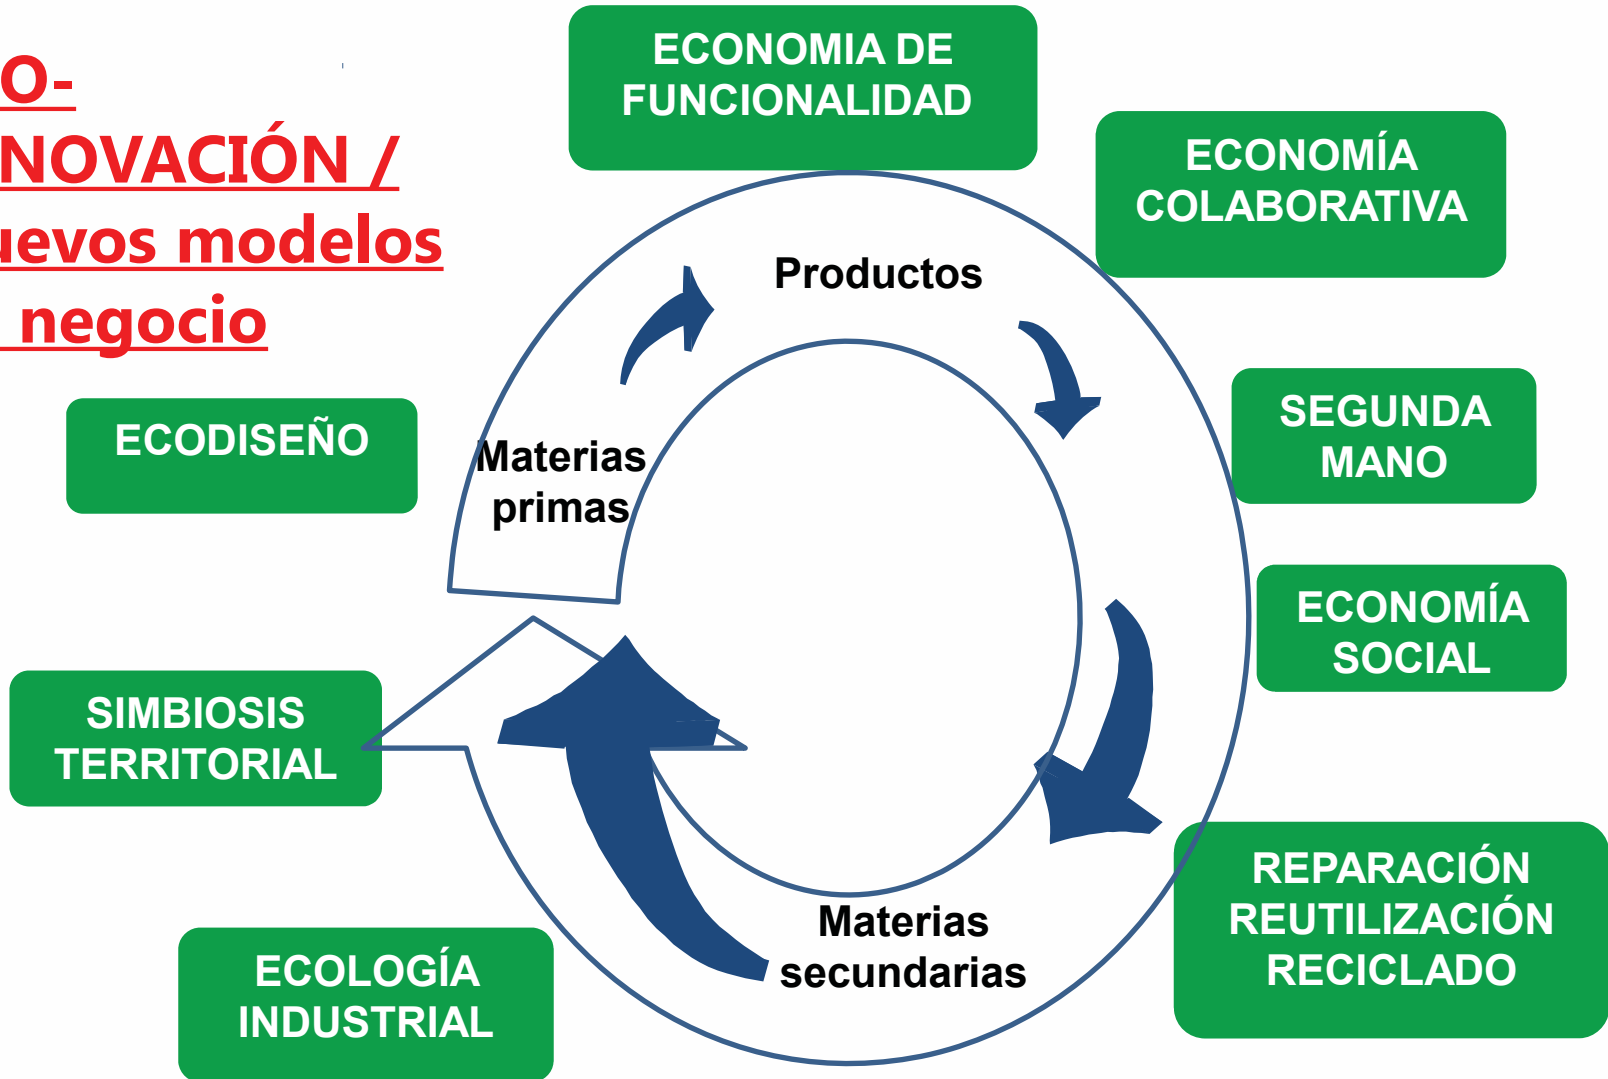 O-
NOVACIÓN /
uevos modelos
negocio
ECONOMIA DE
FUNCIONALIDAD
ECONOMÍA
COLABORATIVA
Productos
SEGUNDA
MANO
ECODISEÑO
Materias
primas
ECONOMÍA
SOCIAL
SIMBIOSIS
TERRITORIAL
REPARACIÓN
REUTILIZACIÓN
RECICLADO
Materias
secundarias
ECOLOGÍA
INDUSTRIAL